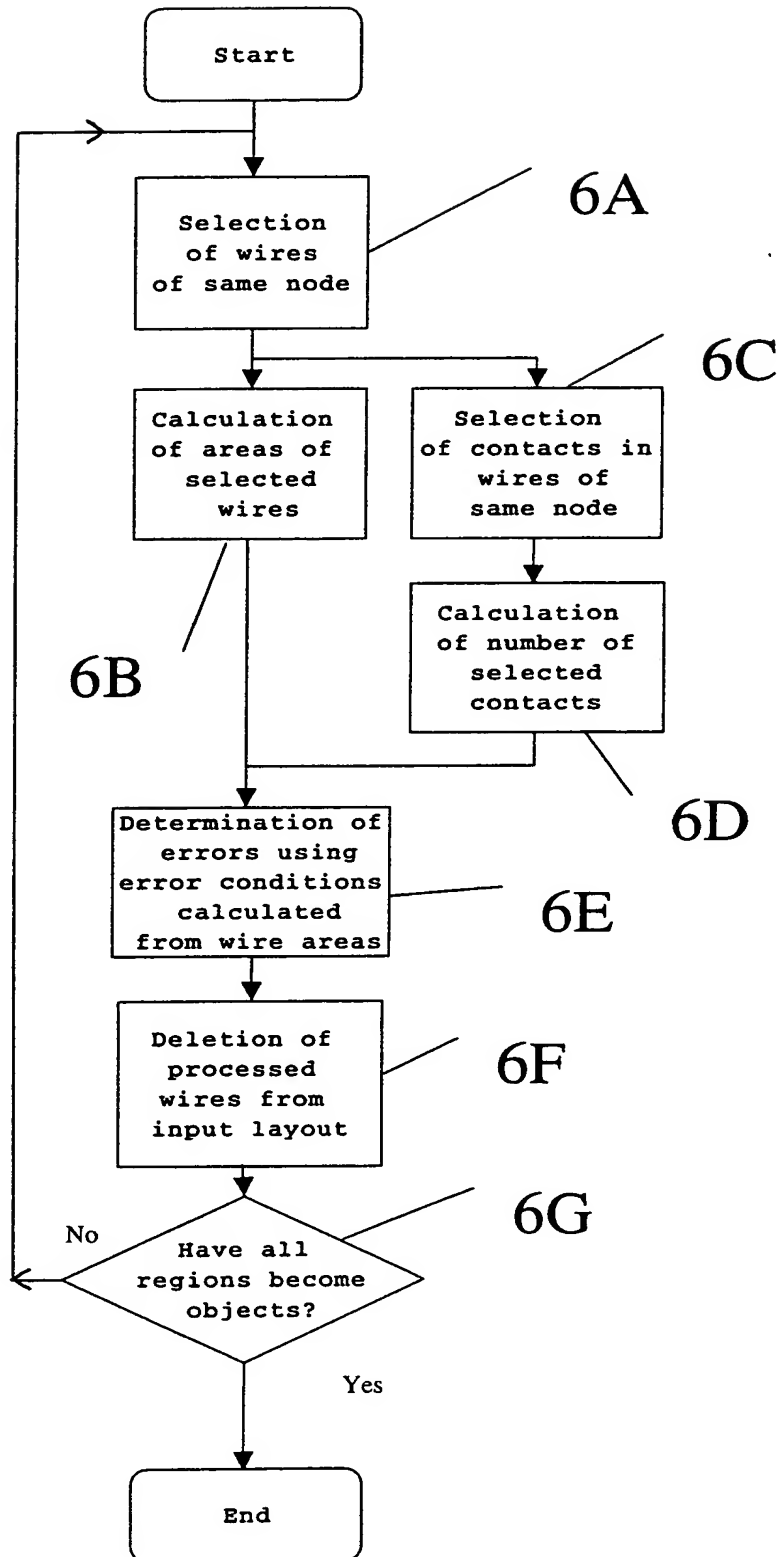 Start
Selection
of wires
of same node
6A
6C
Calculation
of areas of
selected
wires
Selection
of contacts in
wires of
same node
6B
Calculation
of number of
selected
contacts
6D
Determination of
errors using
error conditions
calculated
from wire areas
6E
Deletion of
processed
wires from
input layout
6F
6G
No
Have all
regions become
objects?
Yes
End